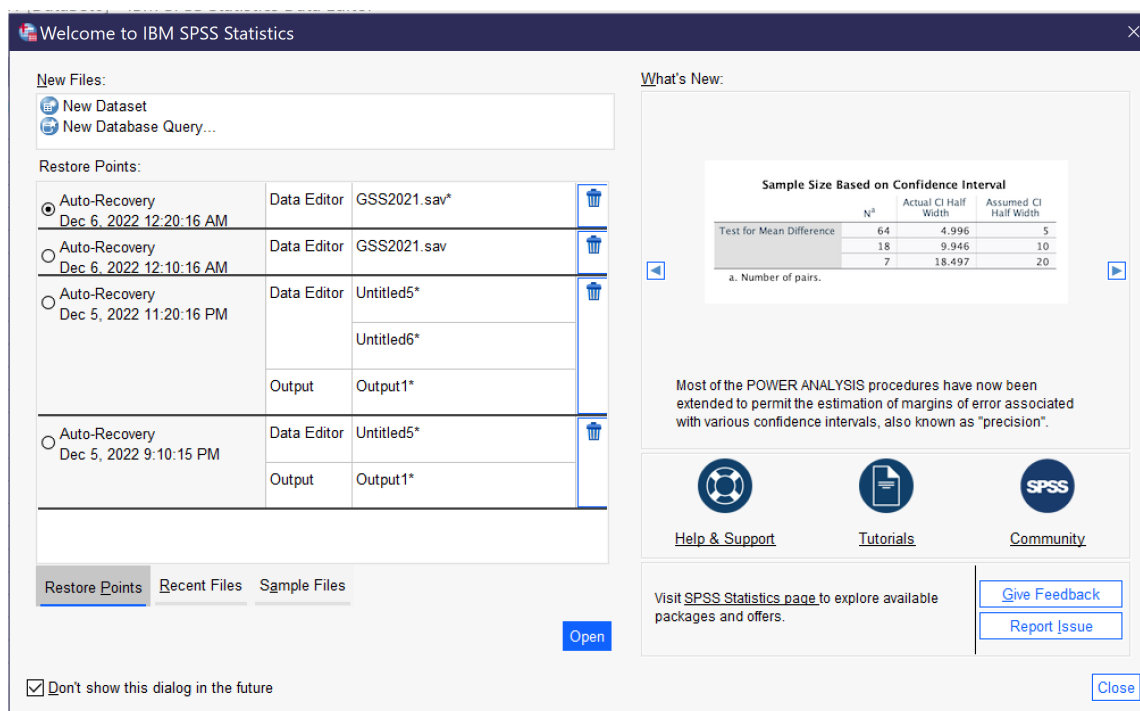 Welcome to IBM SPSS Statistics
New Files:
New Dataset
New Database Query...
Restore Points:
Auto-Recovery
Dec 6, 2022 12:20:16 AM
Data Editor
GSS2021.sav*
Auto-Recovery
Dec 6, 2022 12:10:16 AM
Data Editor
GSS2021.sav
Auto-Recovery
Dec 5, 2022 11:20:16 PM
Data Editor
Untitled5*
Untitled6*
Output
Output1*
Auto-Recovery
Dec 5, 2022 9:10:15 PM
Data Editor
Untitled5*
Output
Output1*
Restore Points
Recent Files
Sample Files
Open
Don't show this dialog in the future
What's New:
Sample Size Based on Confidence Interval
Nª
Actual CI Half
Width
Assumed CI
Half Width
Test for Mean Difference 64 4.996 5
18 9.946 10
7 18.497 20
a. Number of pairs.
Most of the POWER ANALYSIS procedures have now been
extended to permit the estimation of margins of error associated
with various confidence intervals, also known as "precision".
SPSS
Help & Support
Tutorials
Community
Visit SPSS Statistics page to explore available
packages and offers.
Give Feedback
Report Issue
Close